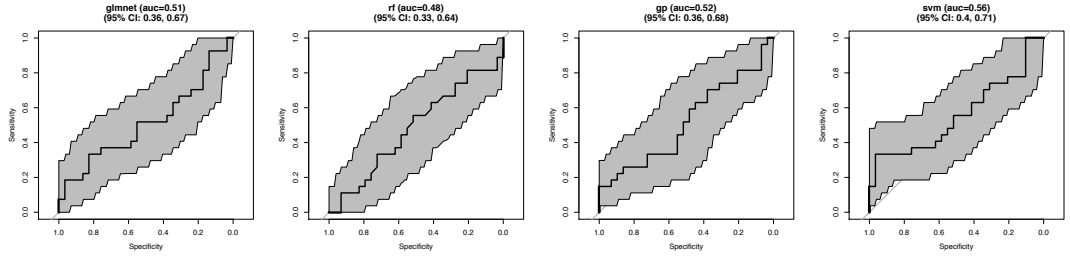 glmnet (auc=0.51)
(95% CI: 0.36, 0.67)
Sensitivity
1.0
0.8
0.6
0.4
0.2
0.0
1.0 0.8 0.6 0.4 0.2 0.0
Specificity
rf (auc=0.48)
(95% CI: 0.33, 0.64)
Sensitivity
1.0
0.8
0.6
0.4
0.2
0.0
1.0 0.8 0.6 0.4 0.2 0.0
Specificity
gp (auc=0.52)
(95% CI: 0.36, 0.68)
Sensitivity
1.0
0.8
0.6
0.4
0.2
0.0
1.0 0.8 0.6 0.4 0.2 0.0
Specificity
svm (auc=0.56)
(95% CI: 0.4, 0.71)
Sensitivity
1.0
0.8
0.6
0.4
0.2
0.0
1.0 0.8 0.6 0.4 0.2 0.0
Specificity